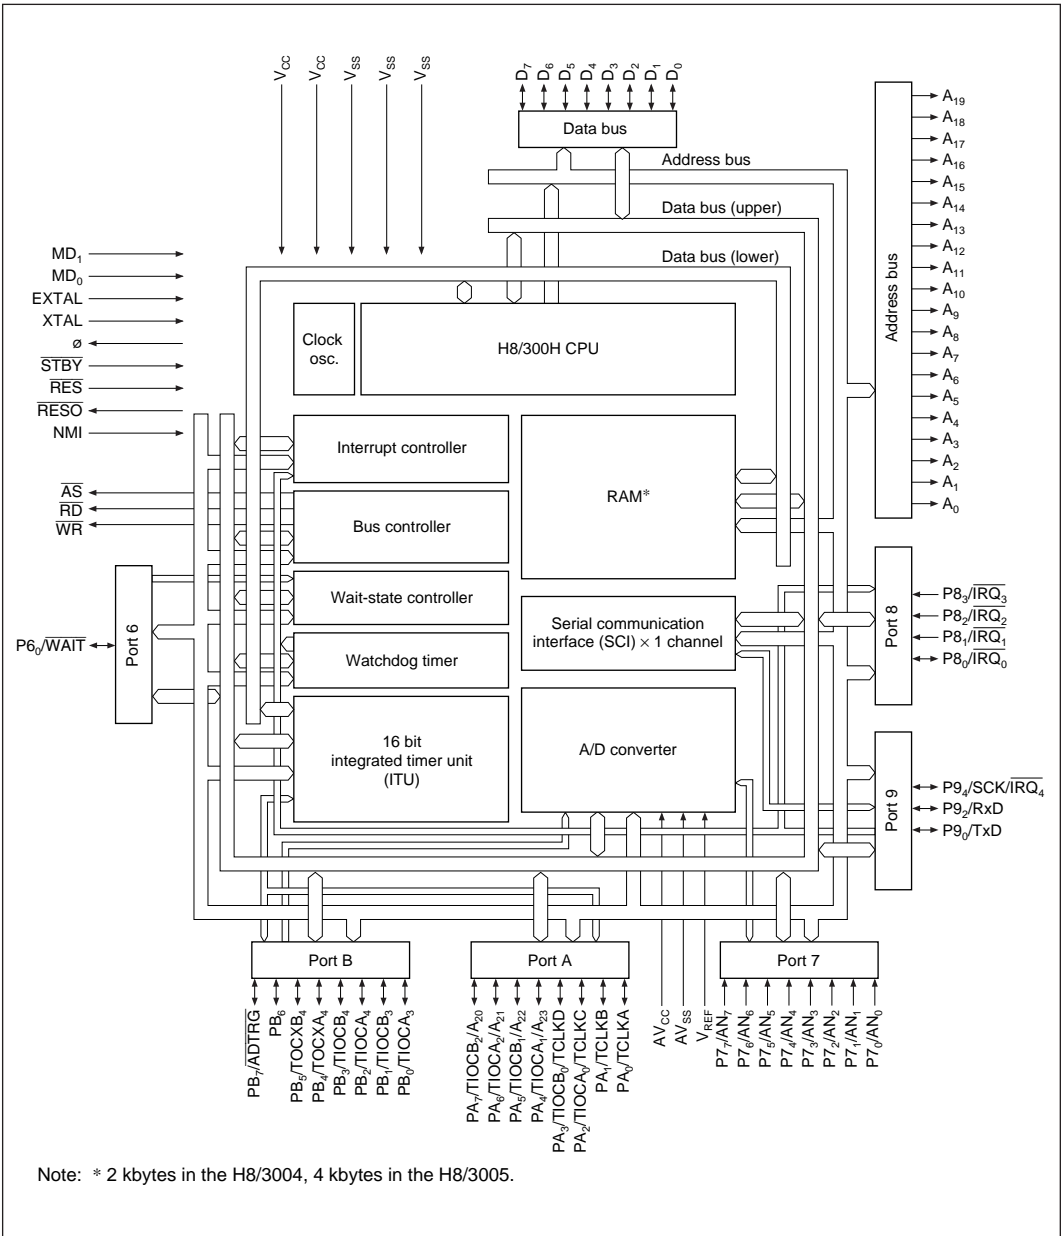 VCC
VCC
VSS
VSS
VSS
D7
D6
D5
D4
D3
D2
D1
D0
Data bus
Address bus
Data bus (upper)
Data bus (lower)
MD1
MD0
EXTAL
XTAL
ø
STBY
RES
RESO
NMI
AS
RD
WR
P60/WAIT
Port 6
Clock
osc.
H8/300H CPU
Interrupt controller
Bus controller
Wait-state controller
Watchdog timer
16 bit
integrated timer unit
(ITU)
RAM*
Serial communication
interface (SCI) × 1 channel
A/D converter
Address bus
A19
A18
A17
A16
A15
A14
A13
A12
A11
A10
A9
A8
A7
A6
A5
A4
A3
A2
A1
A0
Port 8
P83/IRQ3
P82/IRQ2
P81/IRQ1
P80/IRQ0
Port 9
P94/SCK/IRQ4
P92/RxD
P90/TxD
Port B
PB7/ADTRG
PB6
PB5/TOCXB4
PB4/TOCXA4
PB3/TIOCB4
PB2/TIOCA4
PB1/TIOCB3
PB0/TIOCA3
Port A
PA7/TIOCB2/A20
PA6/TIOCA2/A21
PA5/TIOCB1/A22
PA4/TIOCA1/A23
PA3/TIOCB0/TCLKD
PA2/TIOCA0/TCLKC
PA1/TCLKB
PA0/TCLKA
AVCC
AVSS
VREF
Port 7
P77/AN7
P76/AN6
P75/AN5
P74/AN4
P73/AN3
P72/AN2
P71/AN1
P70/AN0
Note: * 2 kbytes in the H8/3004, 4 kbytes in the H8/3005.